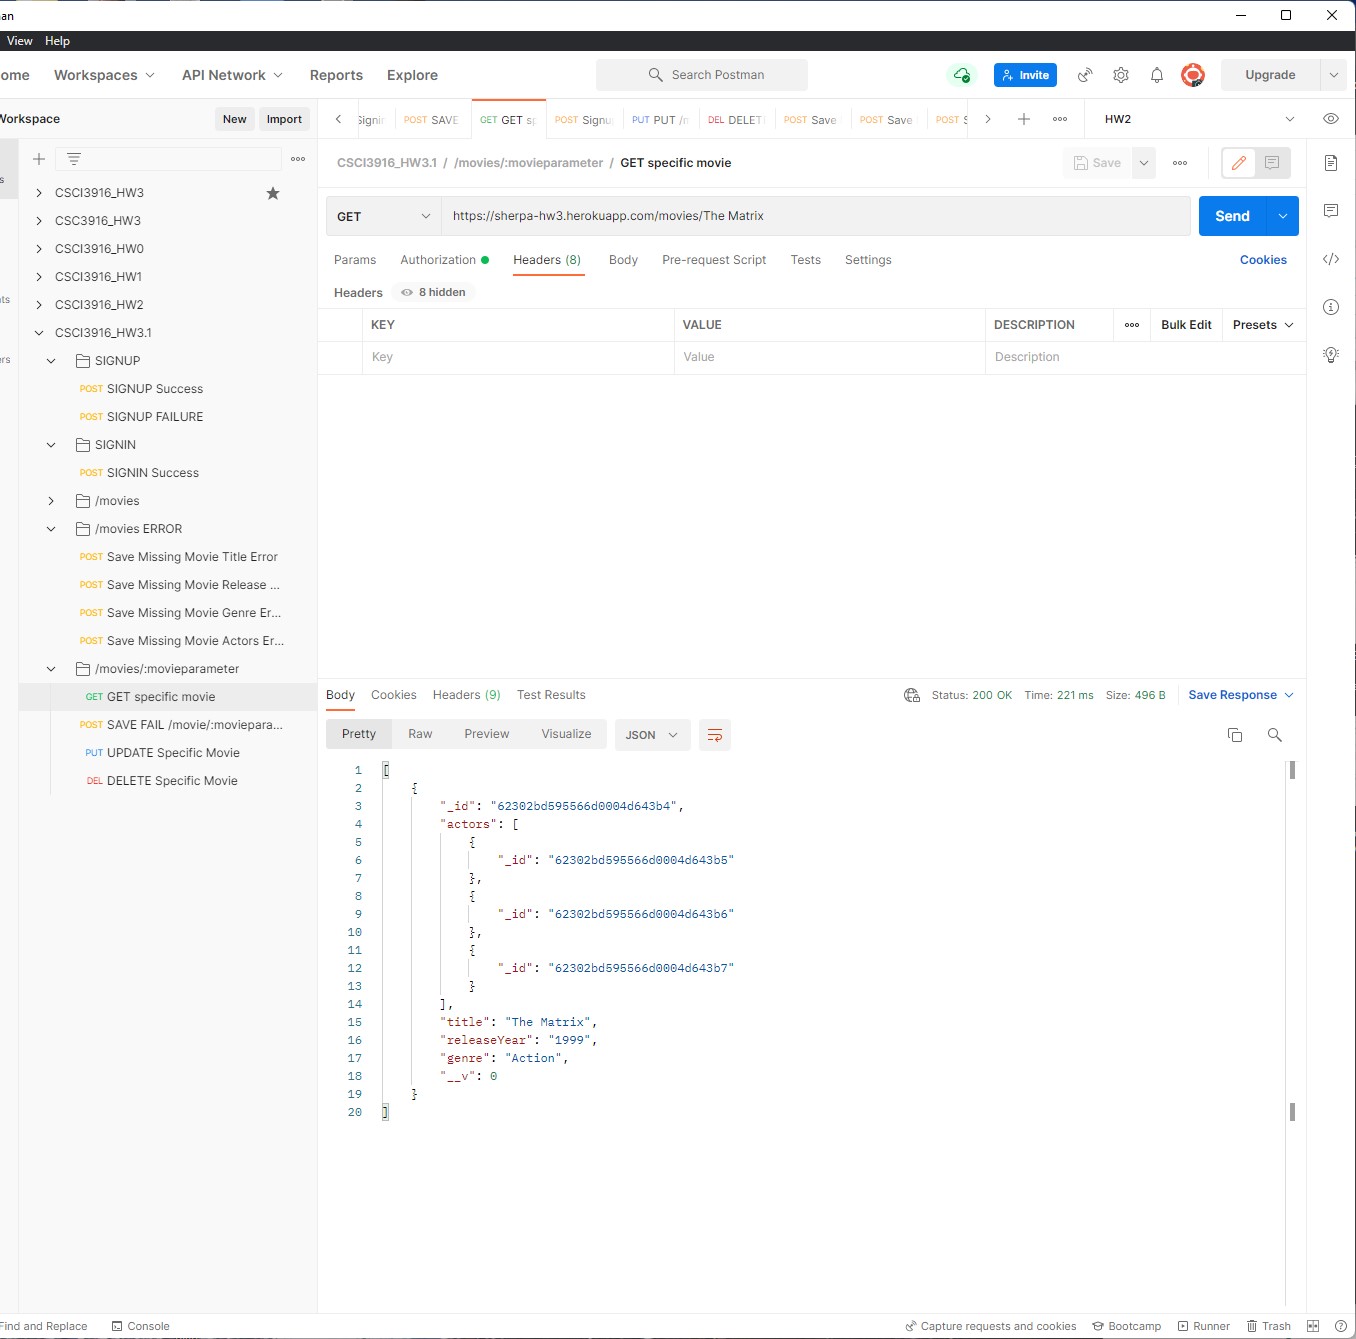 an
View Help
ome Workspaces API Network Reports Explore Search Postman Invite Upgrade
Workspace New Import
Signin POST SAVE GET GET sp POST Signu PUT PUT /n DEL DELET POST Save POST Save POST S HW2
CSCI3916_HW3.1 / /movies/:movieparameter / GET specific movie Save
GET https://sherpa-hw3.herokuapp.com/movies/The Matrix Send
Params Authorization Headers (8) Body Pre-request Script Tests Settings Cookies
Headers 8 hidden
KEY VALUE DESCRIPTION Bulk Edit Presets
Key Value Description
s
nts
ers
CSCI3916_HW3
CSC3916_HW3
CSCI3916_HW0
CSCI3916_HW1
CSCI3916_HW2
CSCI3916_HW3.1
SIGNUP
POST SIGNUP Success
POST SIGNUP FAILURE
SIGNIN
POST SIGNIN Success
/movies
/movies ERROR
POST Save Missing Movie Title Error
POST Save Missing Movie Release ...
POST Save Missing Movie Genre Er...
POST Save Missing Movie Actors Er...
/movies/:movieparameter
GET GET specific movie
POST SAVE FAIL /movie/:moviepara...
PUT UPDATE Specific Movie
DEL DELETE Specific Movie
Body Cookies Headers (9) Test Results Status: 200 OK Time: 221 ms Size: 496 B Save Response
Pretty Raw Preview Visualize JSON
1 [
2 {
3 "_id": "62302bd595566d0004d643b4",
4 "actors": [
5 {
6 "_id": "62302bd595566d0004d643b5"
7 },
8 {
9 "_id": "62302bd595566d0004d643b6"
10 },
11 {
12 "_id": "62302bd595566d0004d643b7"
13 }
14 ],
15 "title": "The Matrix",
16 "releaseYear": "1999",
17 "genre": "Action",
18 "__v": 0
19 }
20 ]
Find and Replace Console Capture requests and cookies Bootcamp Runner Trash